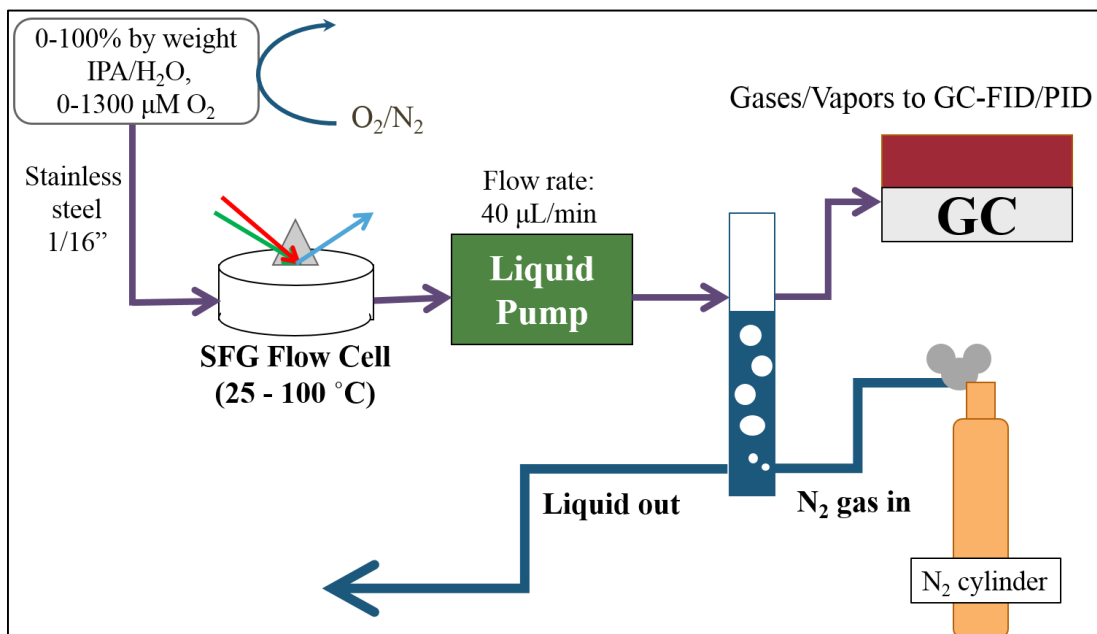 0-100% by weight
IPA/H₂O,
0-1300 μM O₂
O₂/N₂
Gases/Vapors to GC-FID/PID
GC
Stainless
steel
1/16”
Flow rate:
40 μL/min
Liquid
Pump
SFG Flow Cell
(25 - 100 ˚C)
Liquid out
N₂ gas in
N₂ cylinder